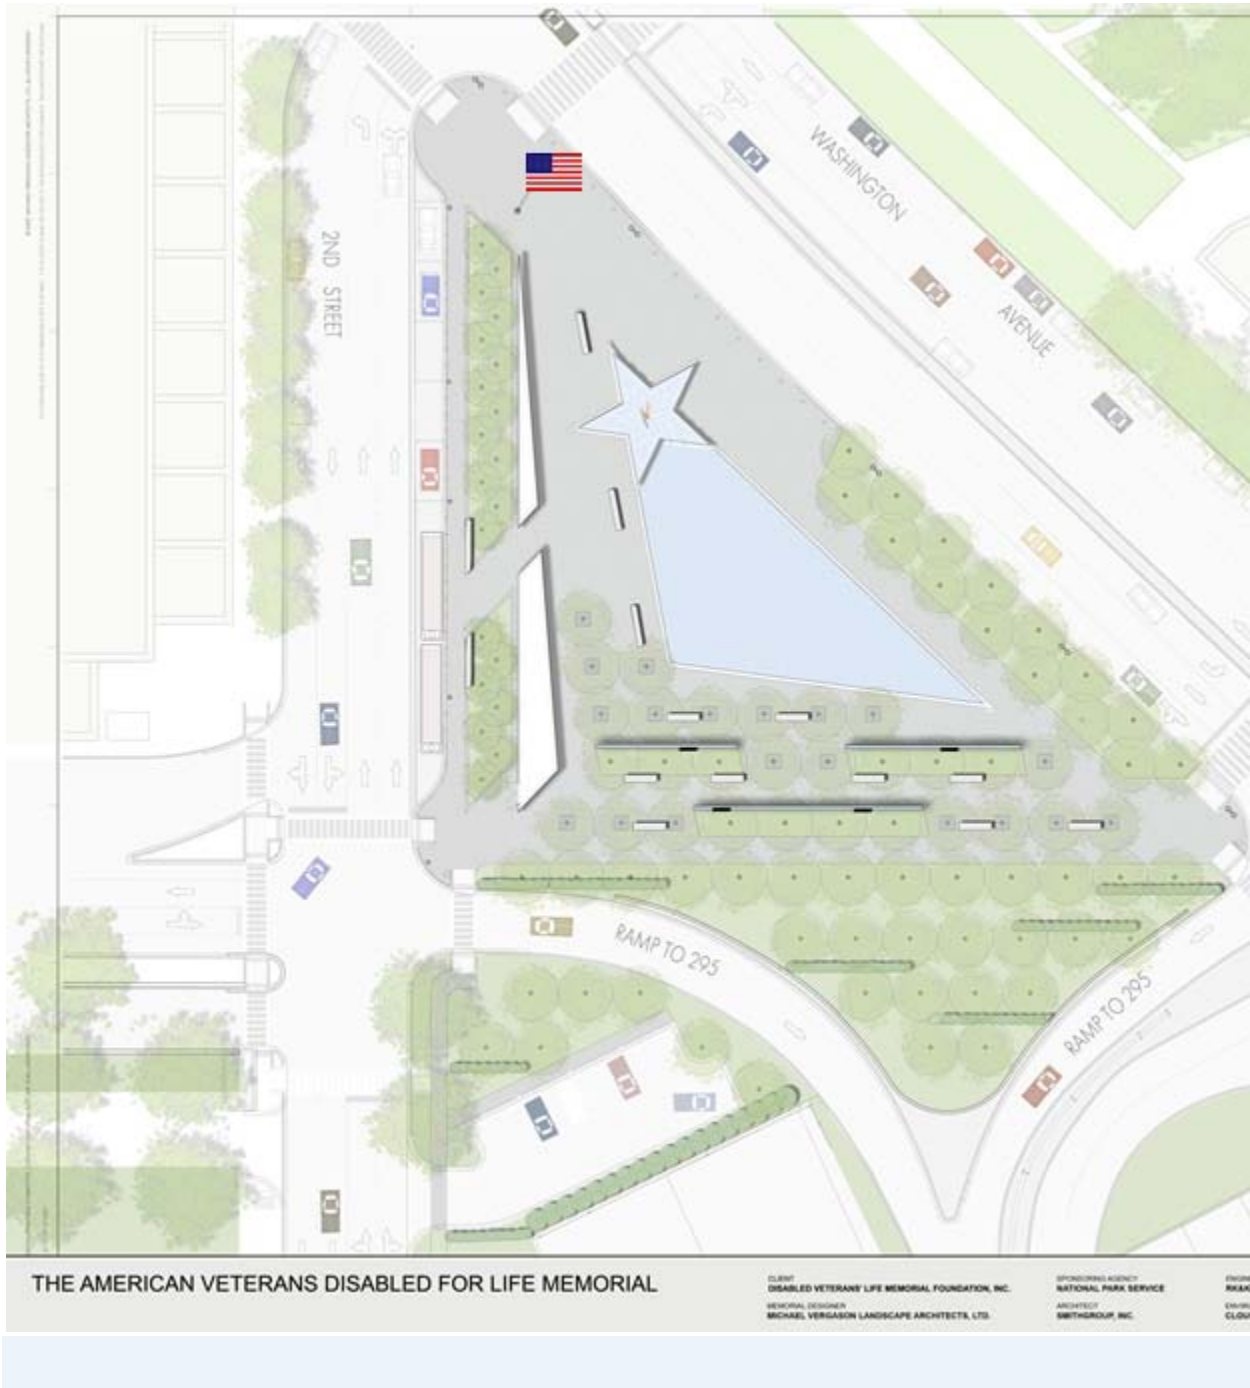 WASHINGTON
AVENUE
2ND STREET
RAMP TO 295
RAMP TO 295
THE AMERICAN VETERANS DISABLED FOR LIFE MEMORIAL
CLIENT
DISABLED VETERANS' LIFE MEMORIAL FOUNDATION, INC.
MEMORIAL DESIGNER
MICHAEL VERGASON LANDSCAPE ARCHITECTS, LTD.
SPONSORING AGENCY
NATIONAL PARK SERVICE
ARCHITECT
SMITHGROUP, INC.